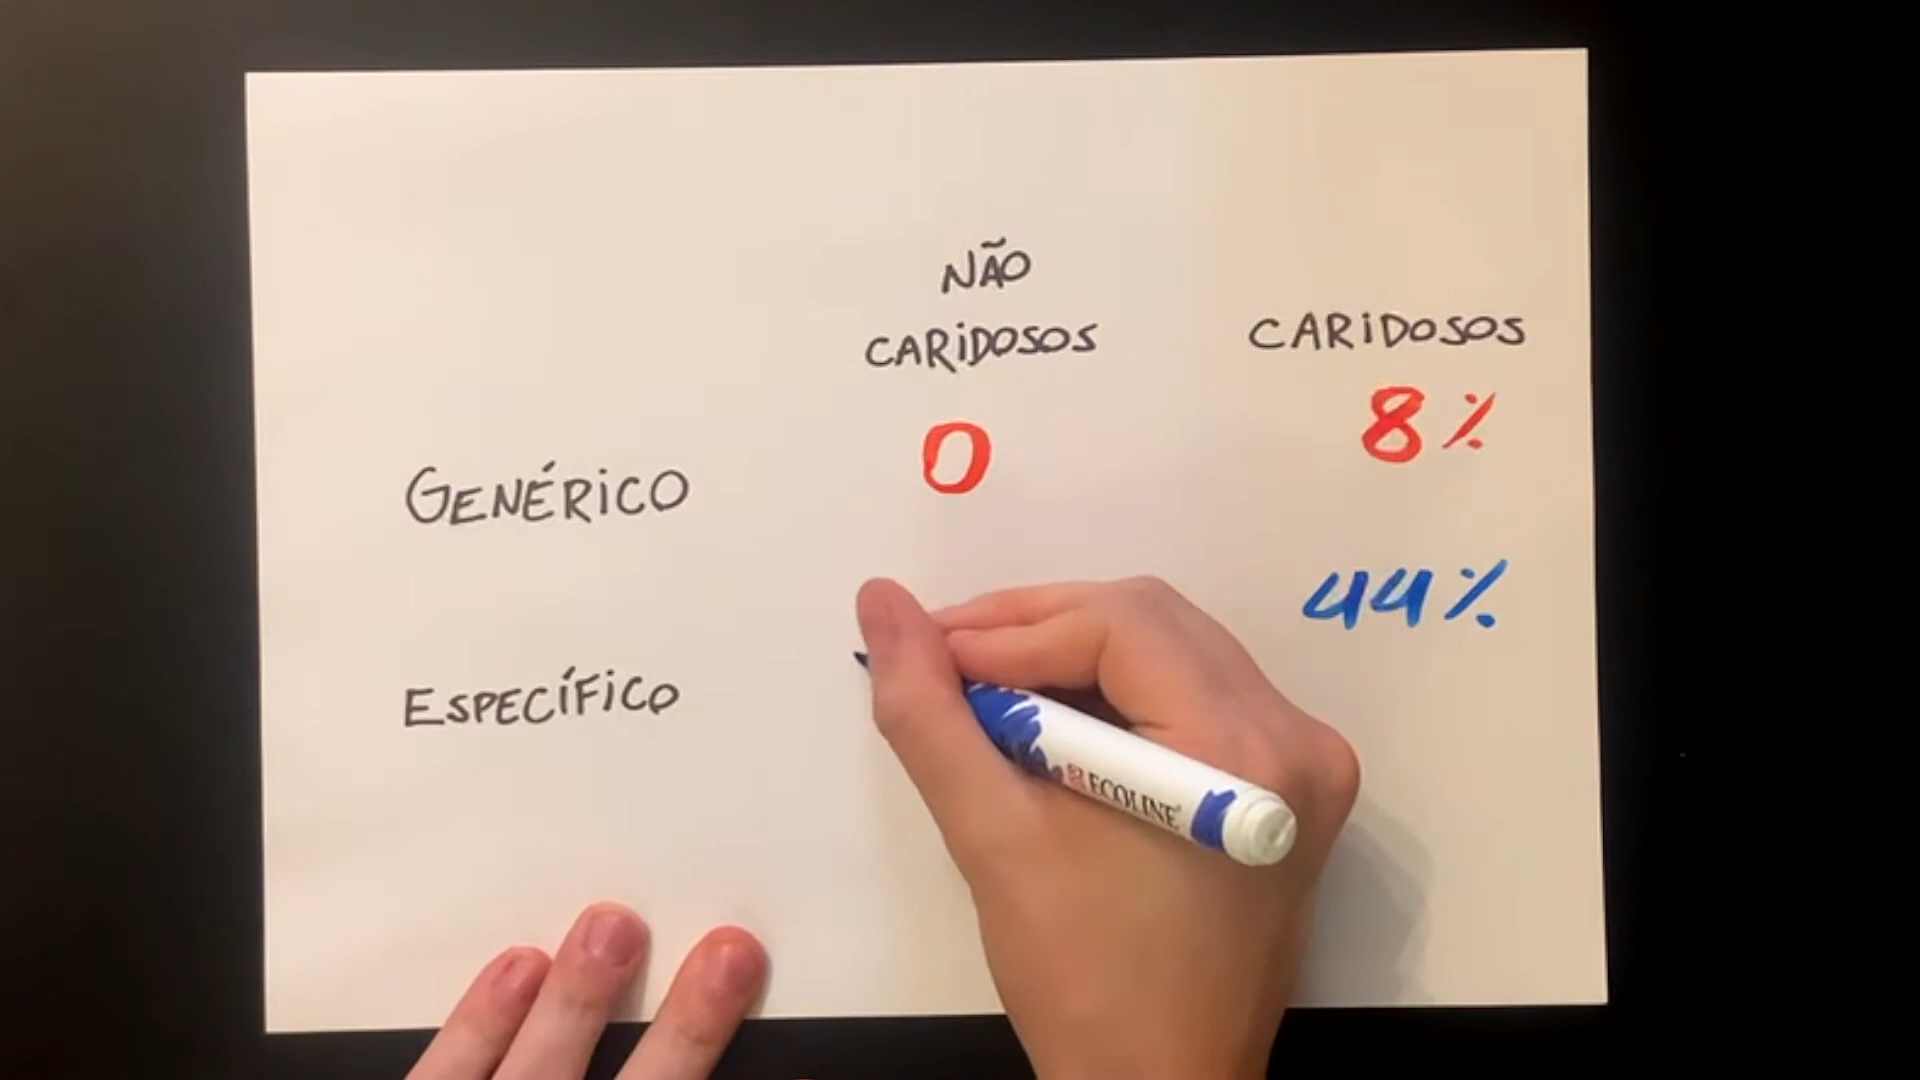 NÃO
CARiDOSOS
CARiDOSOS
0
8%
GENÉRiCO
44%
ESPECÍFiCO
ECOLINE